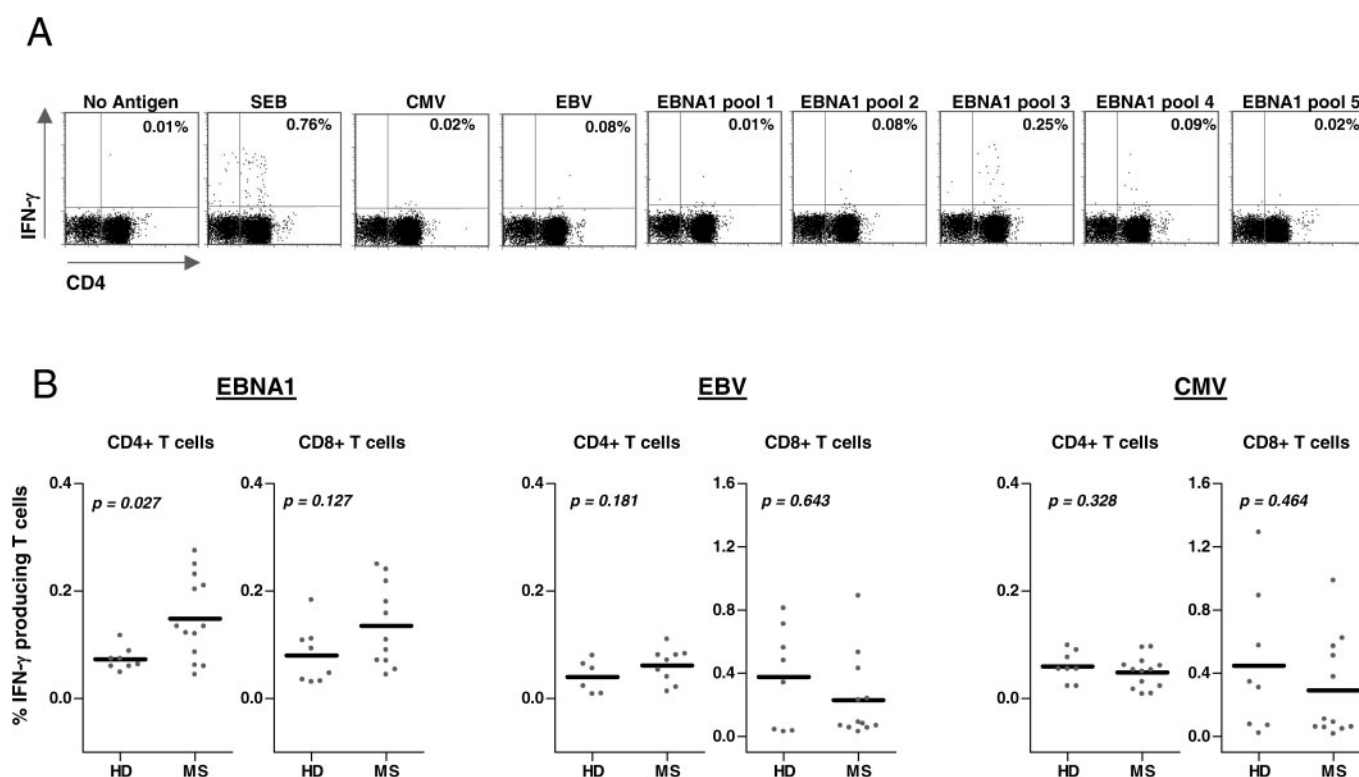 A
No Antigen SEB CMV EBV EBNA1 pool 1 EBNA1 pool 2 EBNA1 pool 3 EBNA1 pool 4 EBNA1 pool 5
0.01% 0.76% 0.02% 0.08% 0.01% 0.08% 0.25% 0.09% 0.02%
IFN-γ
CD4
B
EBNA1 EBV CMV
CD4+ T cells CD8+ T cells CD4+ T cells CD8+ T cells CD4+ T cells CD8+ T cells
% IFN-γ producing T cells
0.4 0.4 0.4 1.6 0.4 1.6
p = 0.027 p = 0.127 p = 0.181 p = 0.643 p = 0.328 p = 0.464
1.2 1.2
0.2 0.2 0.2 0.8 0.2 0.8
0.4 0.4
0.0 0.0 0.0 0.0 0.0 0.0
HD MS HD MS HD MS HD MS HD MS HD MS